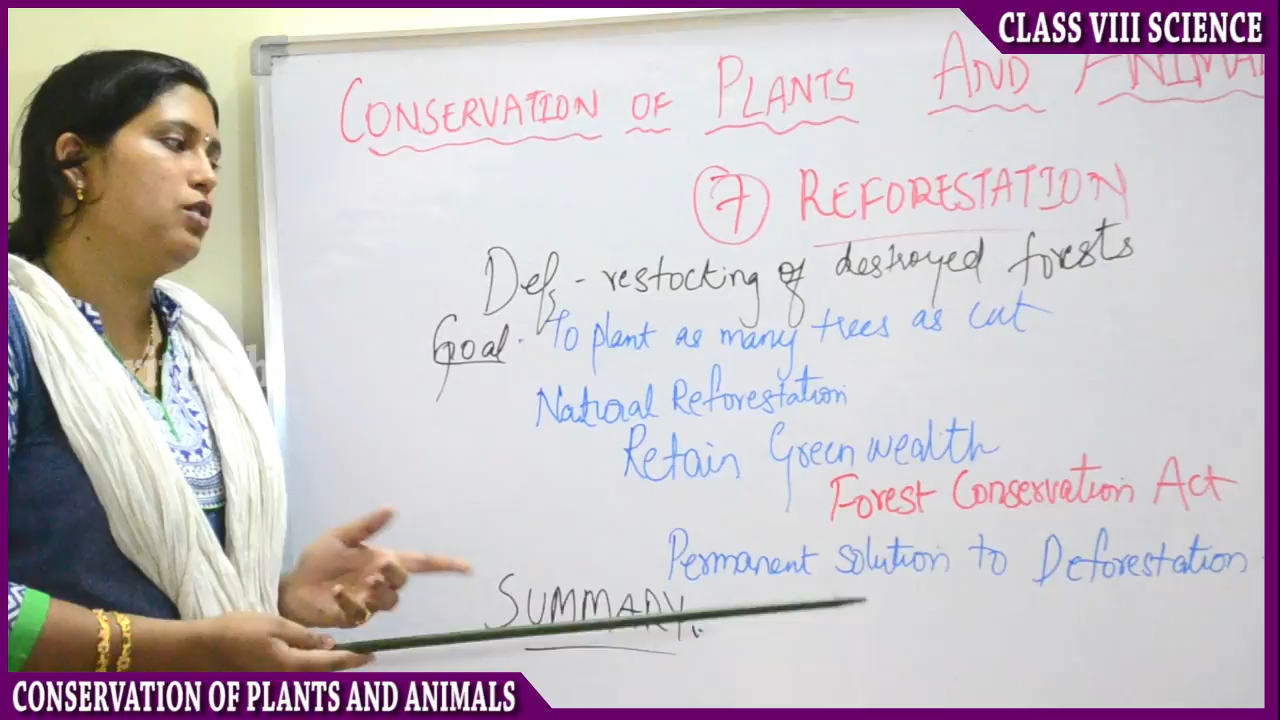 CLASS VIII SCIENCE
CONSERVATION OF PLANTS AND ANIMA
7 REFORESTATION
Def - restocking of destroyed forests
Goal. To plant as many trees as cut
Natural Reforestation
Retain Green wealth
Forest Conservation Act
Permanent solution to Deforestation
SUMMARY
CONSERVATION OF PLANTS AND ANIMALS